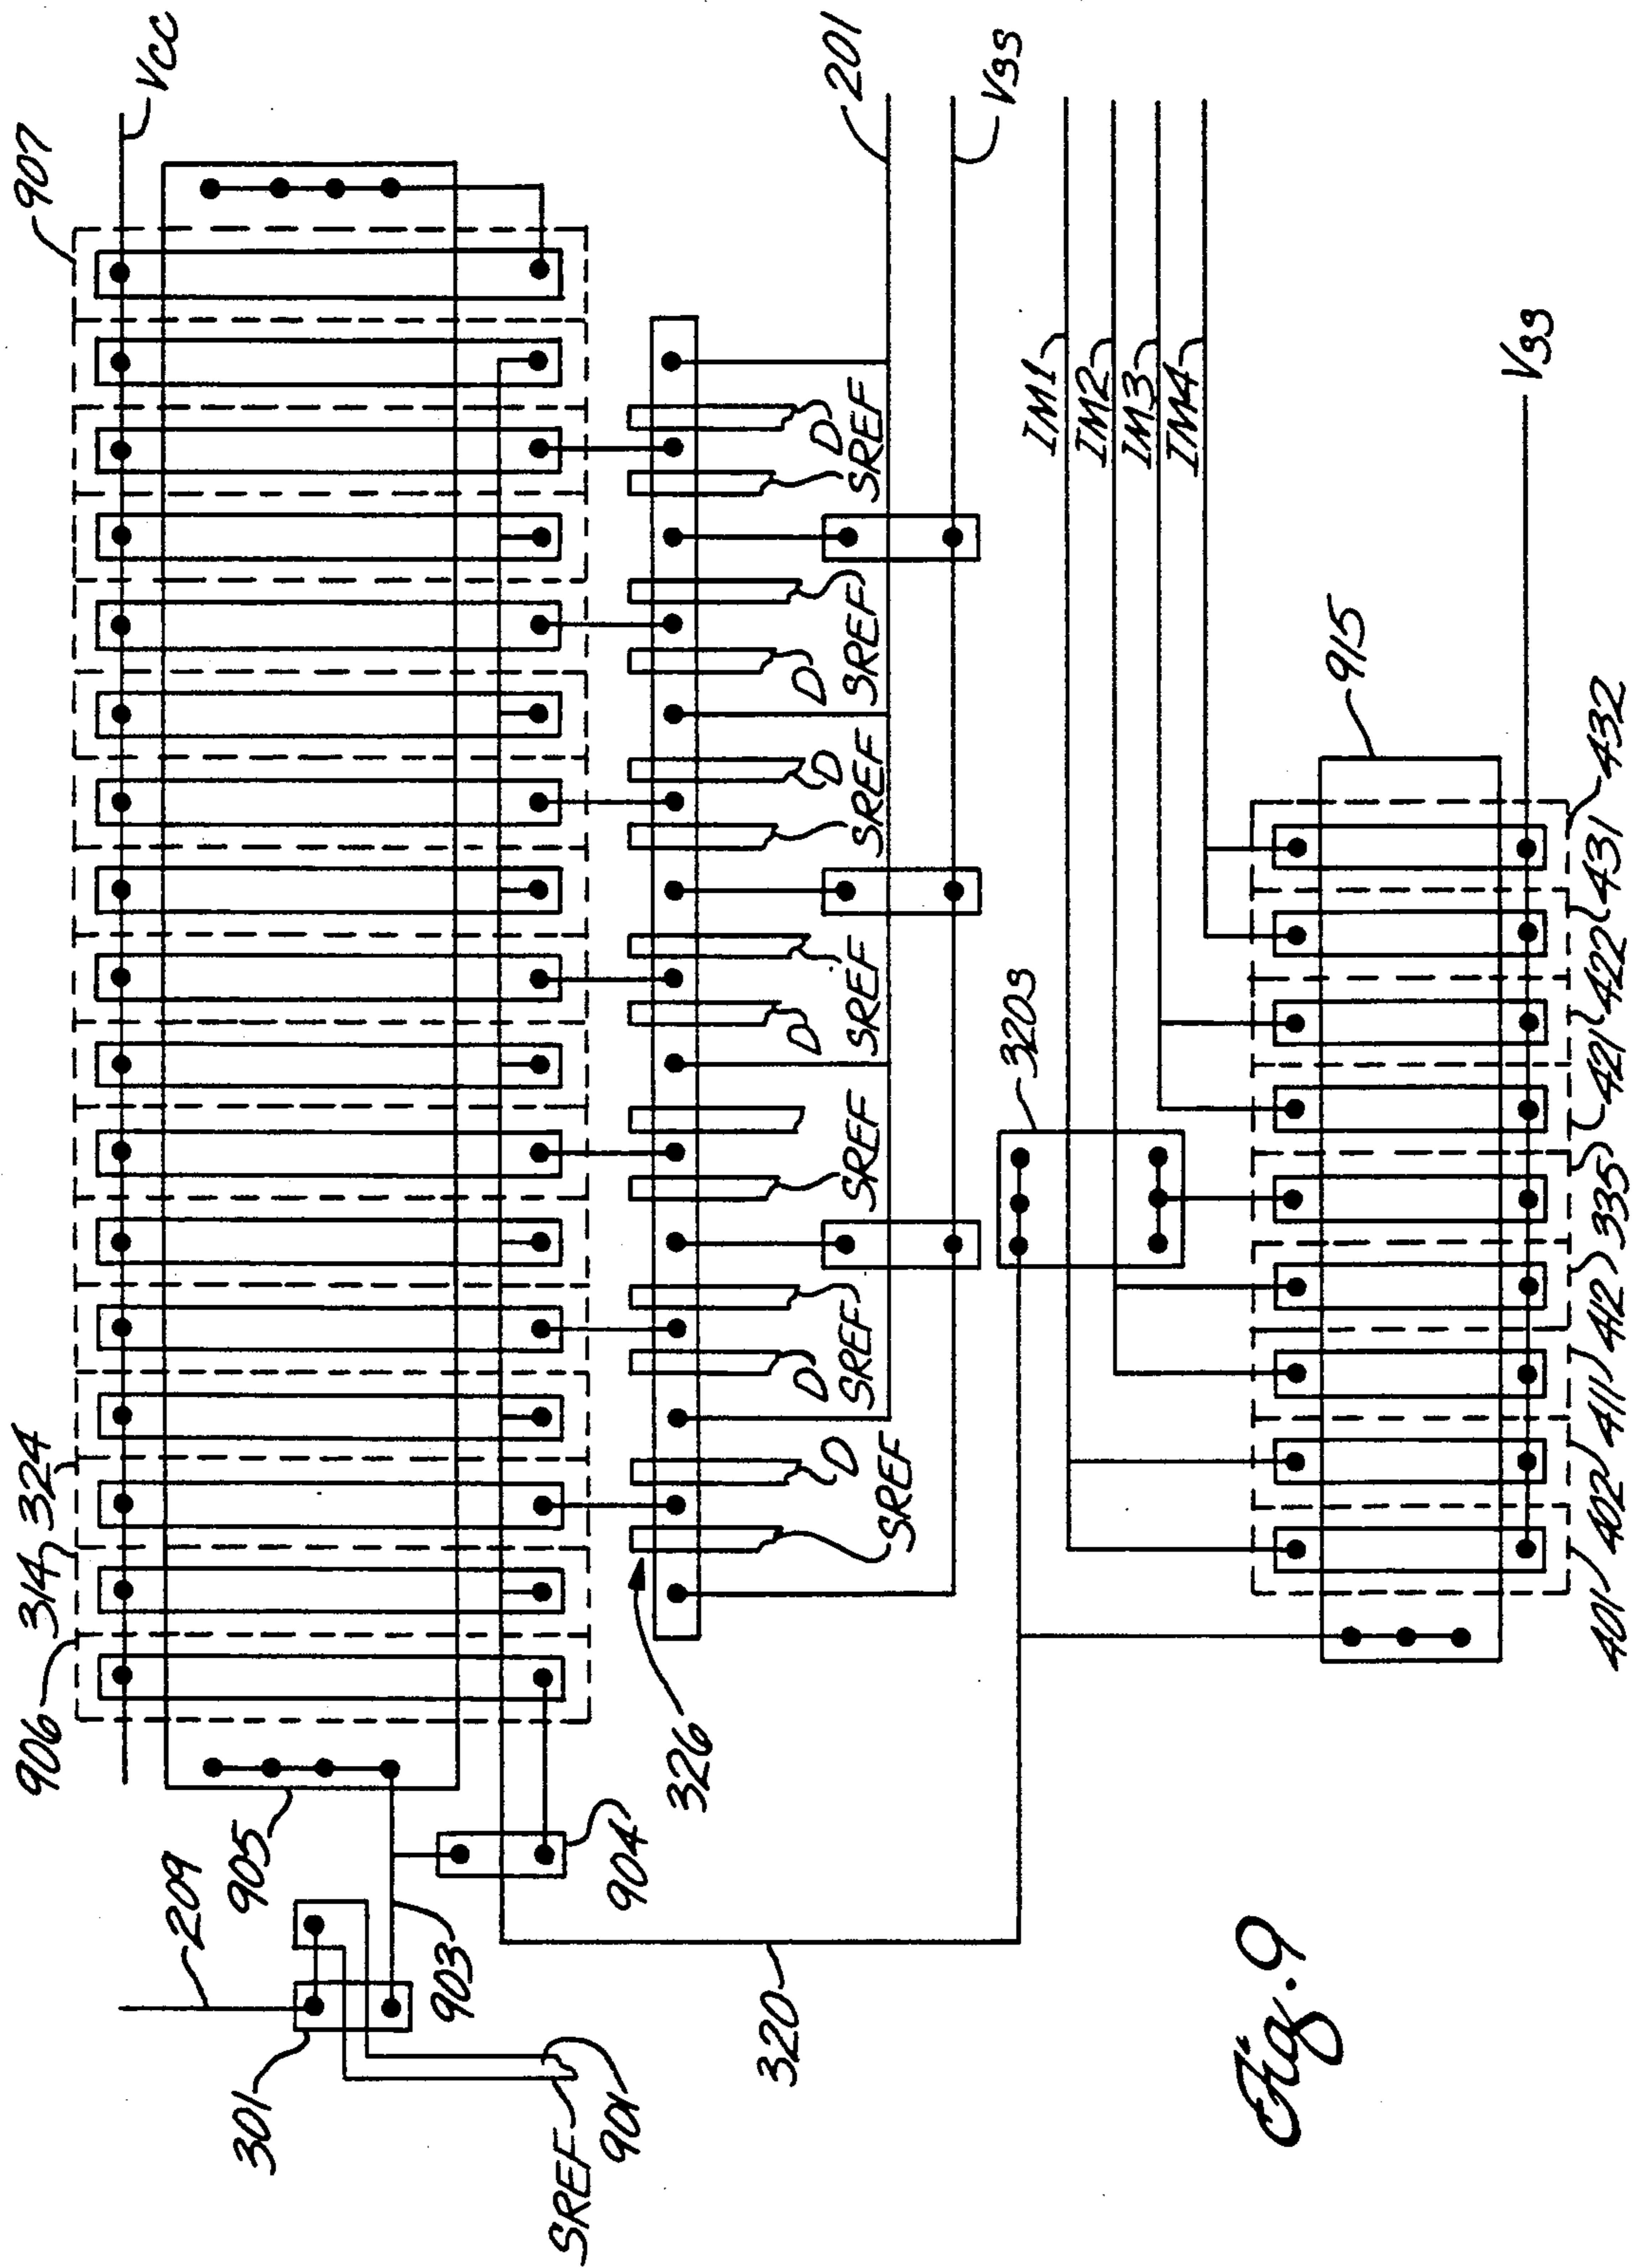 VCC
907
201
Vss
IM1
IM2
IM3
IM4
Vss
915
432
431
422
421
335
412
411
402
401
320s
D
SREF
SREF
D
D
SREF
SREF
D
SREF
D
SREF
D
SREF
326
324
314
906
905
904
903
209
301
SREF
901
320
Fig. 9